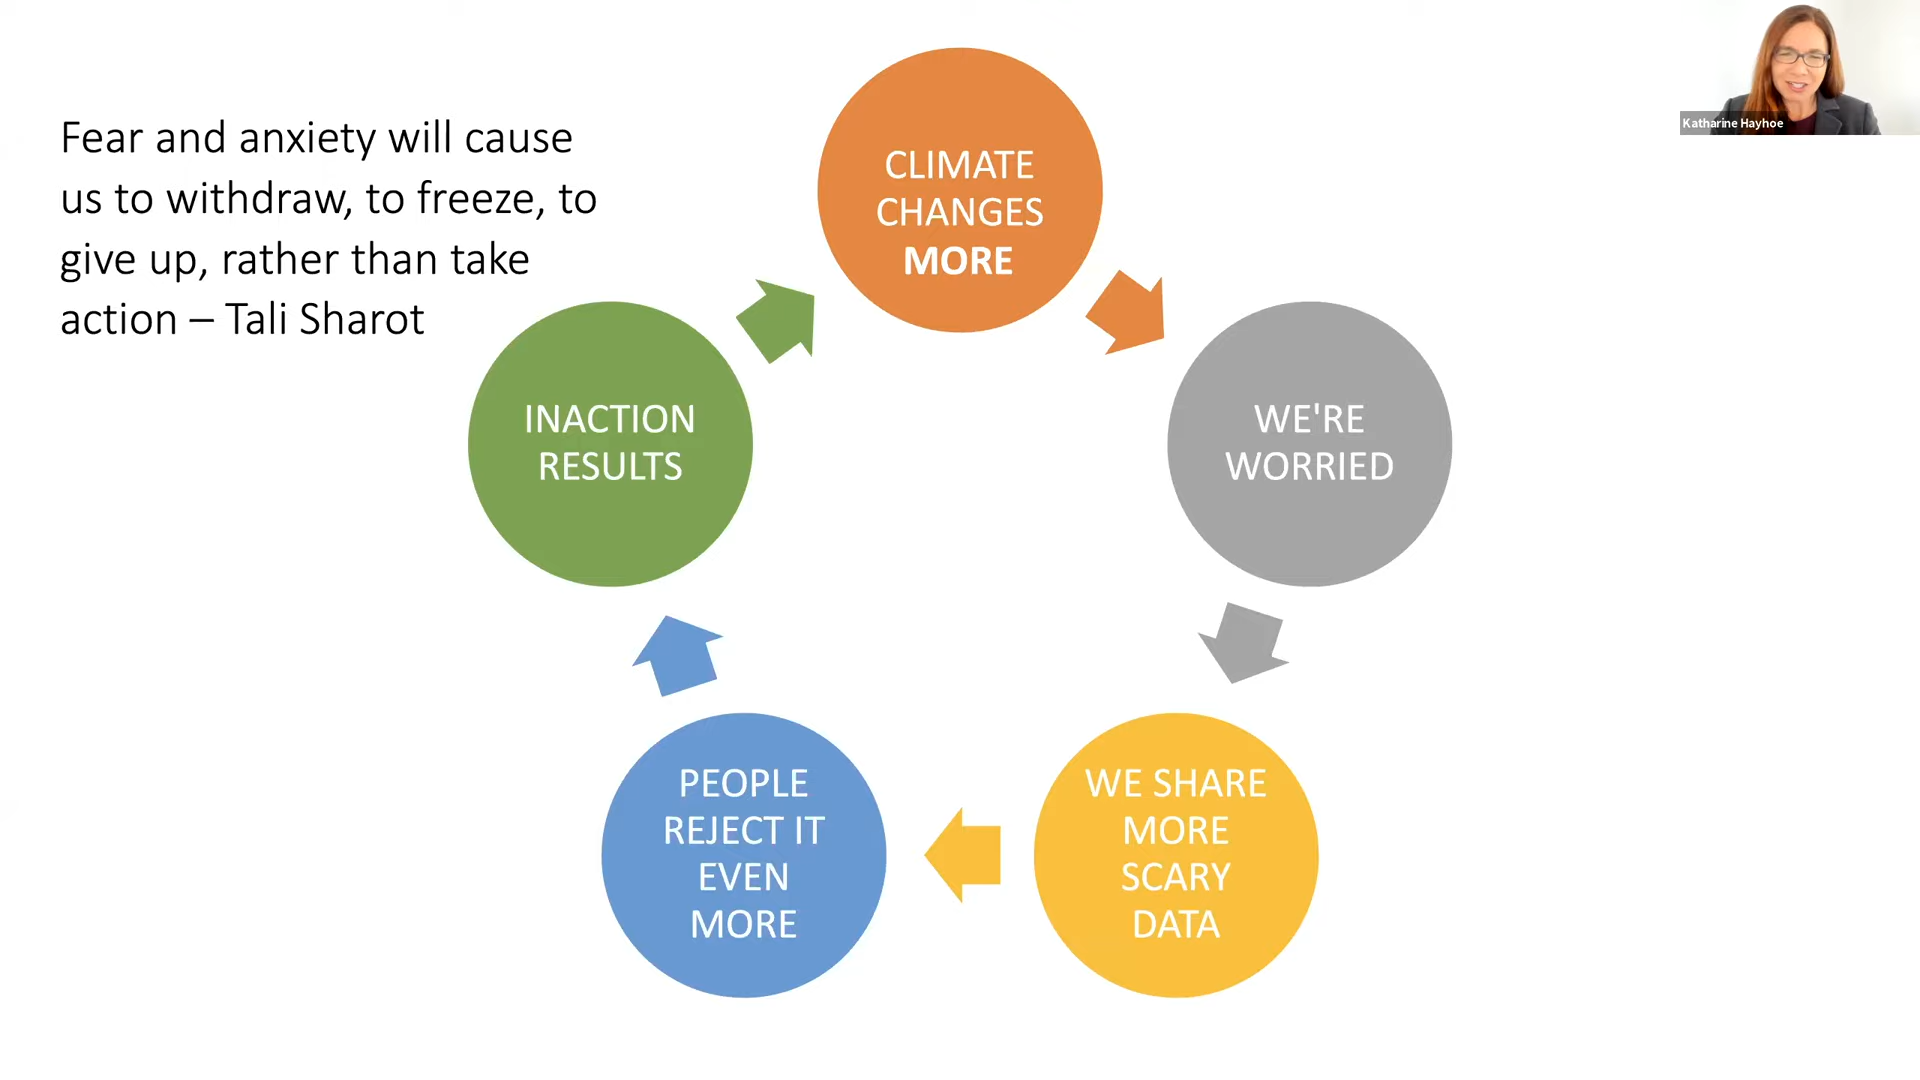 Fear and anxiety will cause
us to withdraw, to freeze, to
give up, rather than take
action – Tali Sharot
CLIMATE
CHANGES
MORE
WE'RE
WORRIED
WE SHARE
MORE
SCARY
DATA
PEOPLE
REJECT IT
EVEN
MORE
INACTION
RESULTS
Katharine Hayhoe